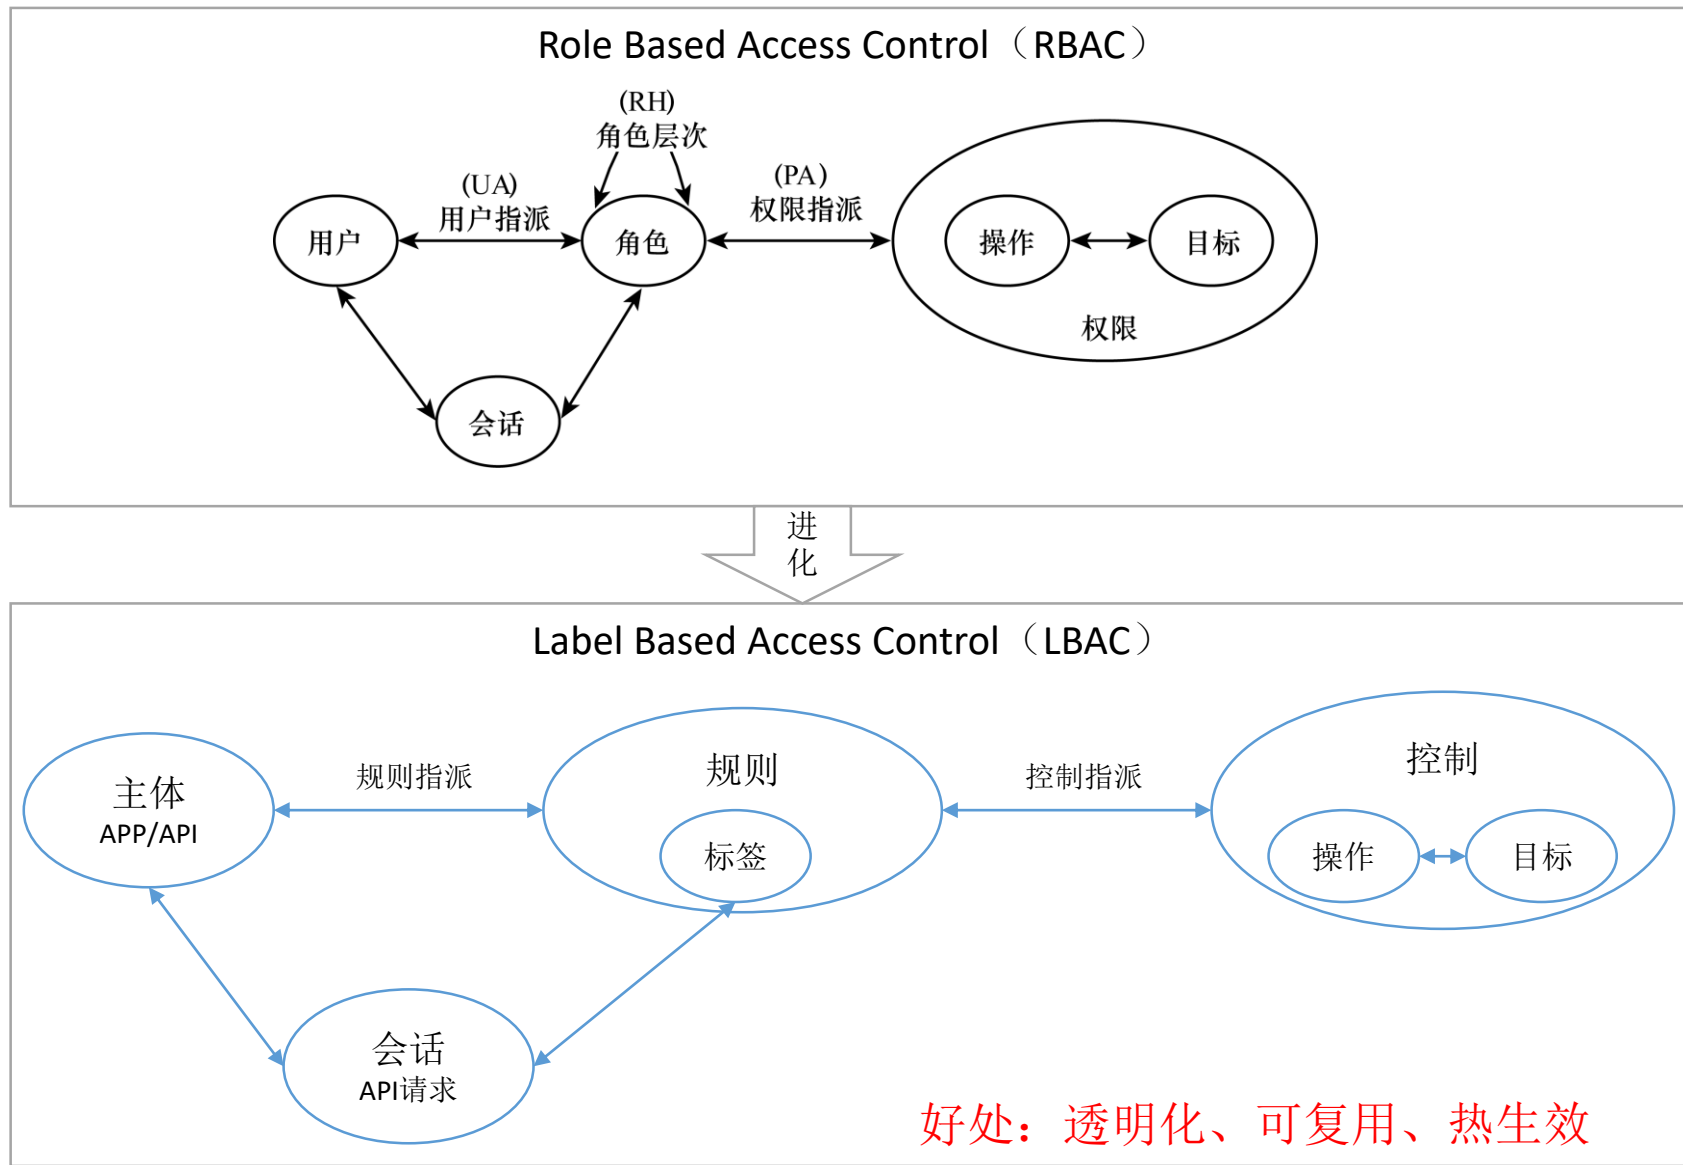 Role Based Access Control（RBAC）
(RH)
角色层次
(UA)
用户指派
(PA)
权限指派
用户
角色
操作
目标
权限
会话
进
化
Label Based Access Control（LBAC）
主体
APP/API
规则指派
规则
标签
控制指派
控制
操作
目标
会话
API请求
好处：透明化、可复用、热生效